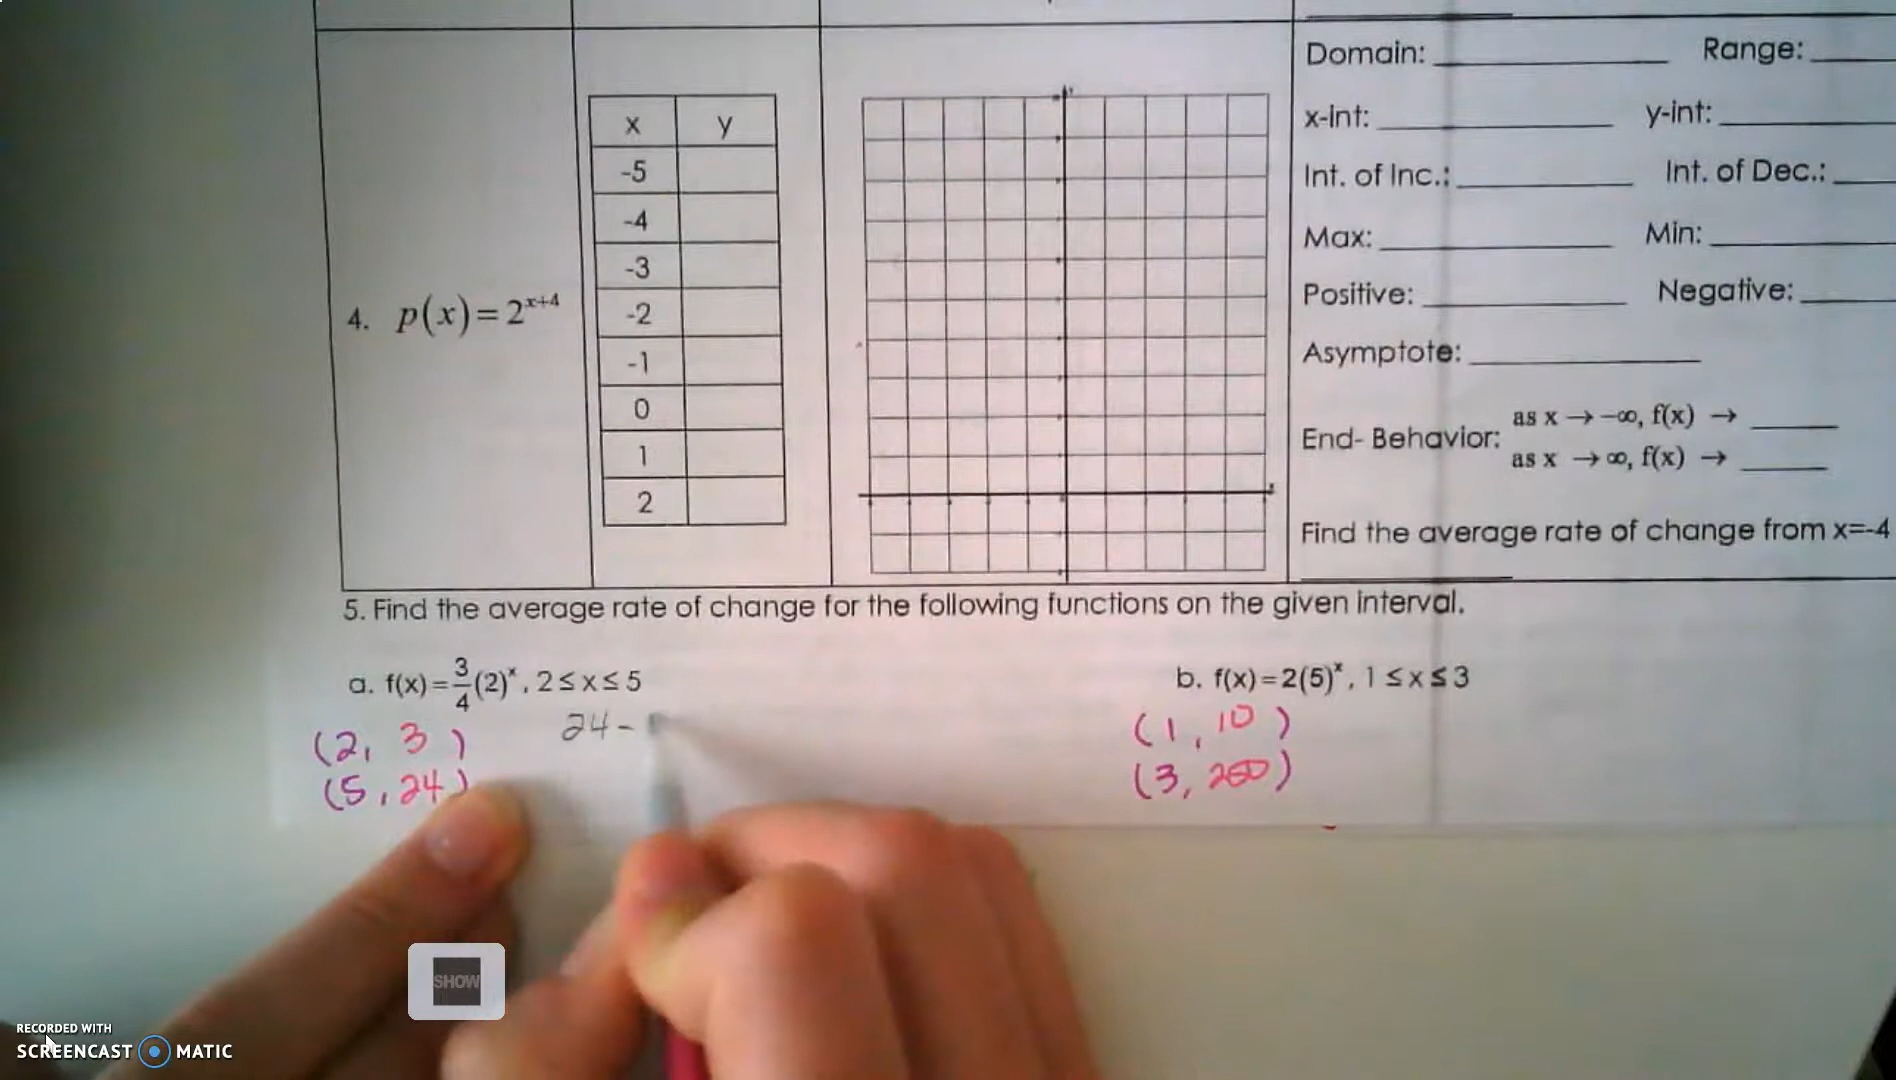 Domain: Range:
x y
x-int: y-int:
-5
Int. of Inc.: Int. of Dec.:
-4
Max: Min:
-3
4. p(x)=2^{x+4}
-2
Positive: Negative:
-1
Asymptote:
0
as x → -∞, f(x) →
End- Behavior:
as x → ∞, f(x) →
1
2
Find the average rate of change from x=-4
5. Find the average rate of change for the following functions on the given interval.
a. f(x)=3/4(2)^x, 2≤x≤5
(2, 3)
(5, 24)
24 -
b. f(x)=2(5)^x, 1≤x≤3
(1, 10)
(3, 250)
SHOW
RECORDED WITH
SCREENCAST MATIC